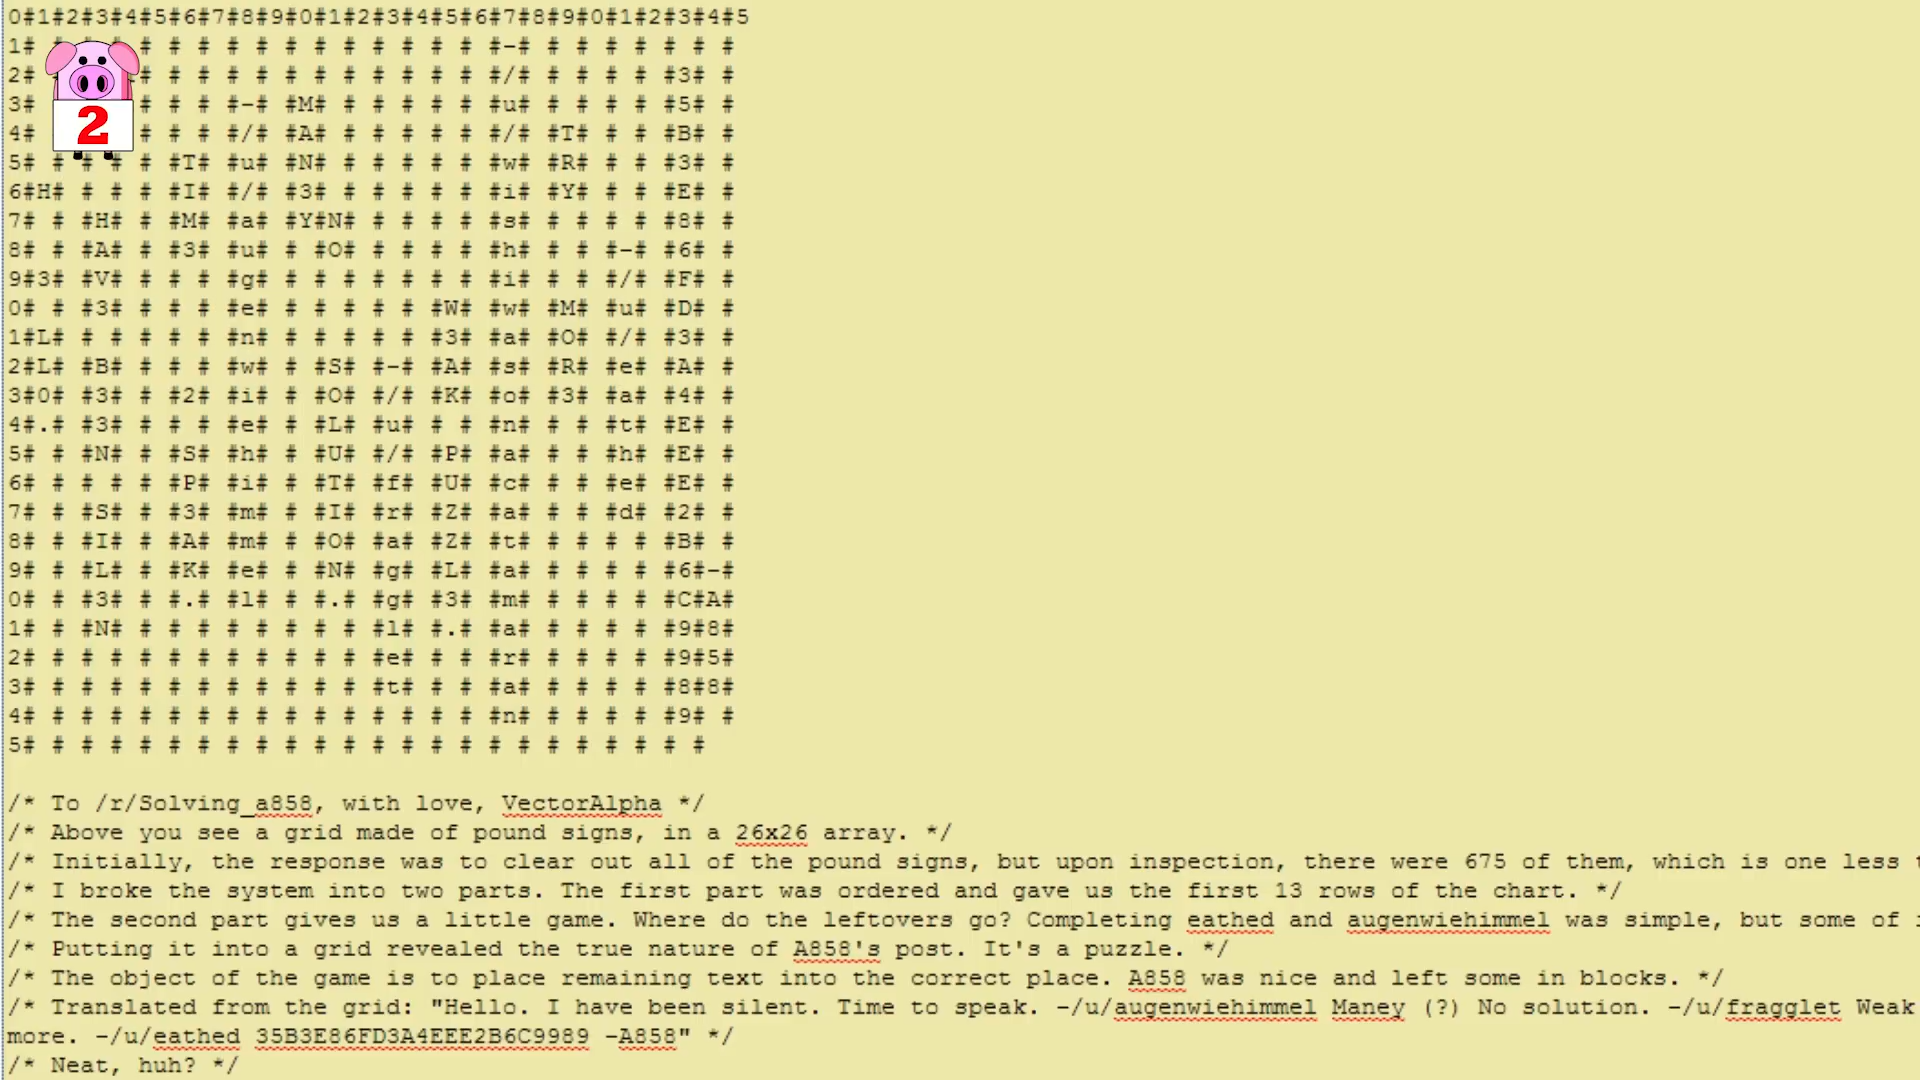 0#1#2#3#4#5#6#7#8#9#0#1#2#3#4#5#6#7#8#9#0#1#2#3#4#5
1# # # # # # # # # # # # # # #-# # # # # # # #
2# # # # # # # # # # # # # # #/# # # # # #3# #
3# # # # #-# #M# # # # # # #u# # # # # #5# #
4# # # # #/# #A# # # # # # #/# #T# # # #B# #
5# # # # # #T# #u# #N# # # # # # #w# #R# # # #3# #
6#H# # # # #I# #/# #3# # # # # # #i# #Y# # # #E# #
7# # #H# # #M# #a# #Y#N# # # # # #s# # # # # #8# #
8# # #A# # #3# #u# # #O# # # # # #h# # # #-# #6# #
9#3# #V# # # # #g# # # # # # # # #i# # # #/# #F# #
0# # #3# # # # #e# # # # # # #W# #w# #M# #u# #D# #
1#L# # # # # # #n# # # # # # #3# #a# #O# #/# #3# #
2#L# #B# # # # #w# # #S# #-# #A# #s# #R# #e# #A# #
3#O# #3# # #2# #i# # #O# #/# #K# #o# #3# #a# #4# #
4#.# #3# # # # #e# # #L# #u# # # #n# # # #t# #E# #
5# # #N# # #S# #h# # #U# #/# #P# #a# # # #h# #E# #
6# # # # # #P# #i# # #T# #f# #U# #c# # # #e# #E# #
7# # #S# # #3# #m# # #I# #r# #Z# #a# # # #d# #2# #
8# # #I# # #A# #m# # #O# #a# #Z# #t# # # # # #B# #
9# # #L# # #K# #e# # #N# #g# #L# #a# # # # # #6#-#
0# # #3# # #.# #l# # #.# #g# #3# #m# # # # # #C#A#
1# # #N# # # # # # # # # #l# #.# #a# # # # # #9#8#
2# # # # # # # # # # # # #e# # # #r# # # # # #9#5#
3# # # # # # # # # # # # #t# # # #a# # # # # #8#8#
4# # # # # # # # # # # # # # # # #n# # # # # #9# #
5# # # # # # # # # # # # # # # # # # # # # # # #
2
/* To /r/Solving_a858, with love, VectorAlpha */
/* Above you see a grid made of pound signs, in a 26x26 array. */
/* Initially, the response was to clear out all of the pound signs, but upon inspection, there were 675 of them, which is one less
/* I broke the system into two parts. The first part was ordered and gave us the first 13 rows of the chart. */
/* The second part gives us a little game. Where do the leftovers go? Completing eathed and augenwiehimmel was simple, but some of
/* Putting it into a grid revealed the true nature of A858's post. It's a puzzle. */
/* The object of the game is to place remaining text into the correct place. A858 was nice and left some in blocks. */
/* Translated from the grid: "Hello. I have been silent. Time to speak. -/u/augenwiehimmel Maney (?) No solution. -/u/fragglet Weak
more. -/u/eathed 35B3E86FD3A4EEE2B6C9989 -A858" */
/* Neat, huh? */